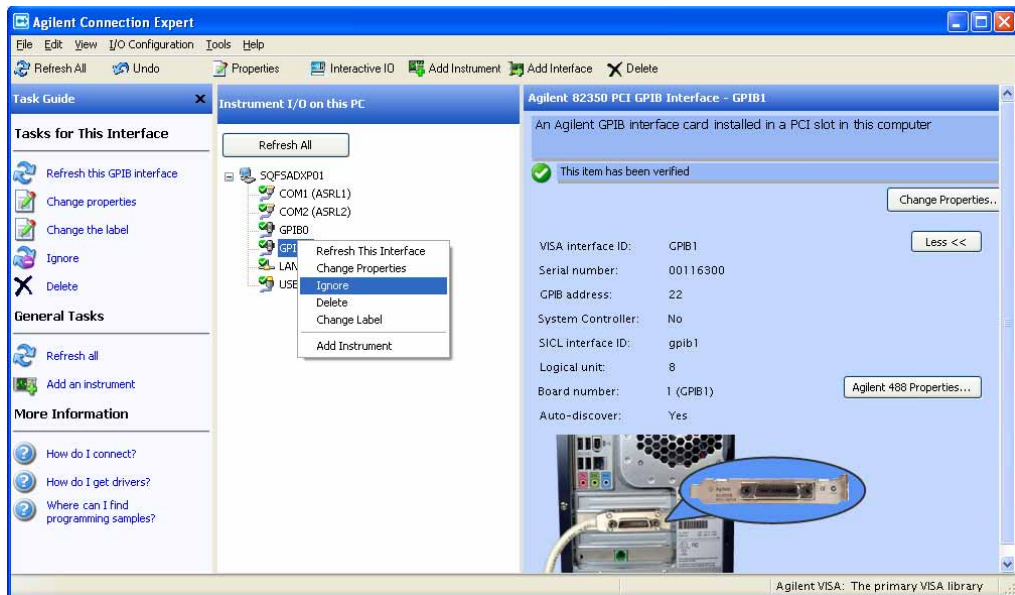 Agilent Connection Expert
File Edit View I/O Configuration Tools Help
Refresh All Undo Properties Interactive IO Add Instrument Add Interface Delete
Task Guide
Tasks for This Interface
Refresh this GPIB interface
Change properties
Change the label
Ignore
Delete
General Tasks
Refresh all
Add an instrument
More Information
How do I connect?
How do I get drivers?
Where can I find
programming samples?
Instrument I/O on this PC
Refresh All
SQFSADXP01
COM1 (ASRL1)
COM2 (ASRL2)
GPIB0
GPI
LAN
USE
Refresh This Interface
Change Properties
Ignore
Delete
Change Label
Add Instrument
Agilent 82350 PCI GPIB Interface - GPIB1
An Agilent GPIB interface card installed in a PCI slot in this computer
This item has been verified
Change Properties..
Less <<
VISA interface ID: GPIB1
Serial number: 00116300
GPIB address: 22
System Controller: No
SICL interface ID: gpib1
Logical unit: 8
Board number: 1 (GPIB1)
Agilent 488 Properties...
Auto-discover: Yes
Agilent VISA: The primary VISA library